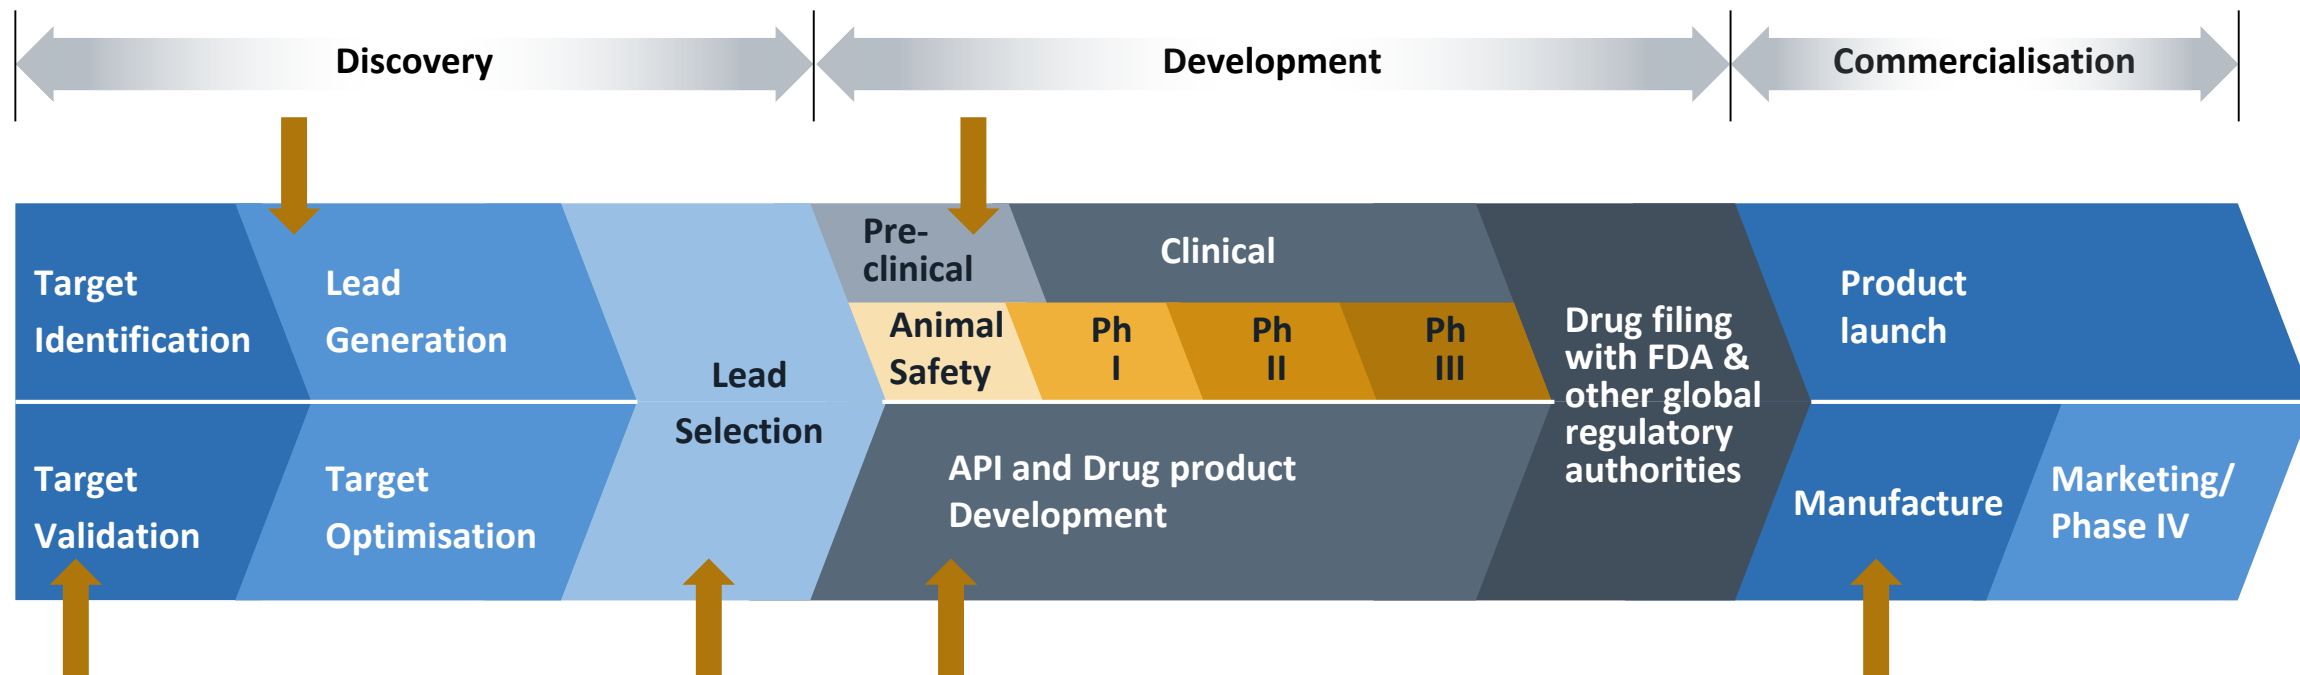 Discovery
Development
Commercialisation
Target
Identification
Lead
Generation
Lead
Selection
Pre-
clinical
Clinical
Animal
Safety
Ph
I
Ph
II
Ph
III
Drug filing
with FDA &
other global
regulatory
authorities
Product
launch
Target
Validation
Target
Optimisation
API and Drug product
Development
Manufacture
Marketing/
Phase IV